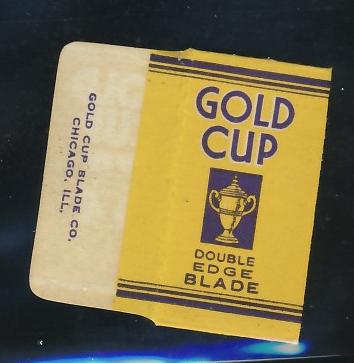 GOLD CUP BLADE CO.
CHICAGO, ILL.
GOLD
CUP
DOUBLE
EDGE
BLADE